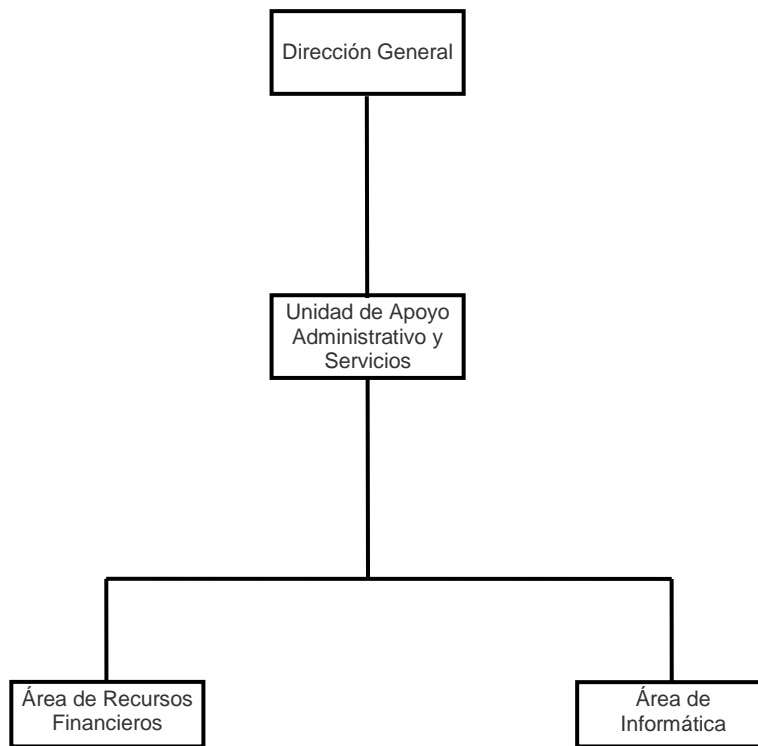 Dirección General
Unidad de Apoyo
Administrativo y
Servicios
Área de Recursos
Financieros
Área de
Informática